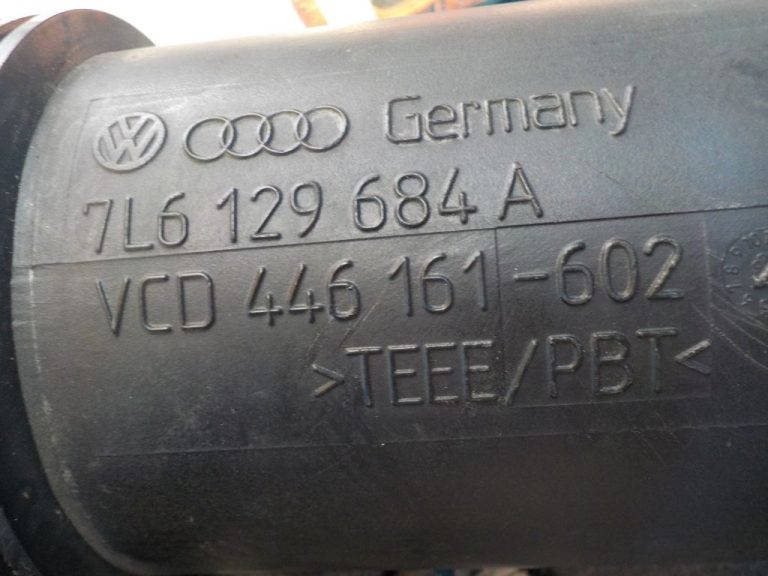 Germany
7L6 129 684 A
VCD 446 161-602
>TEEE/PBT<